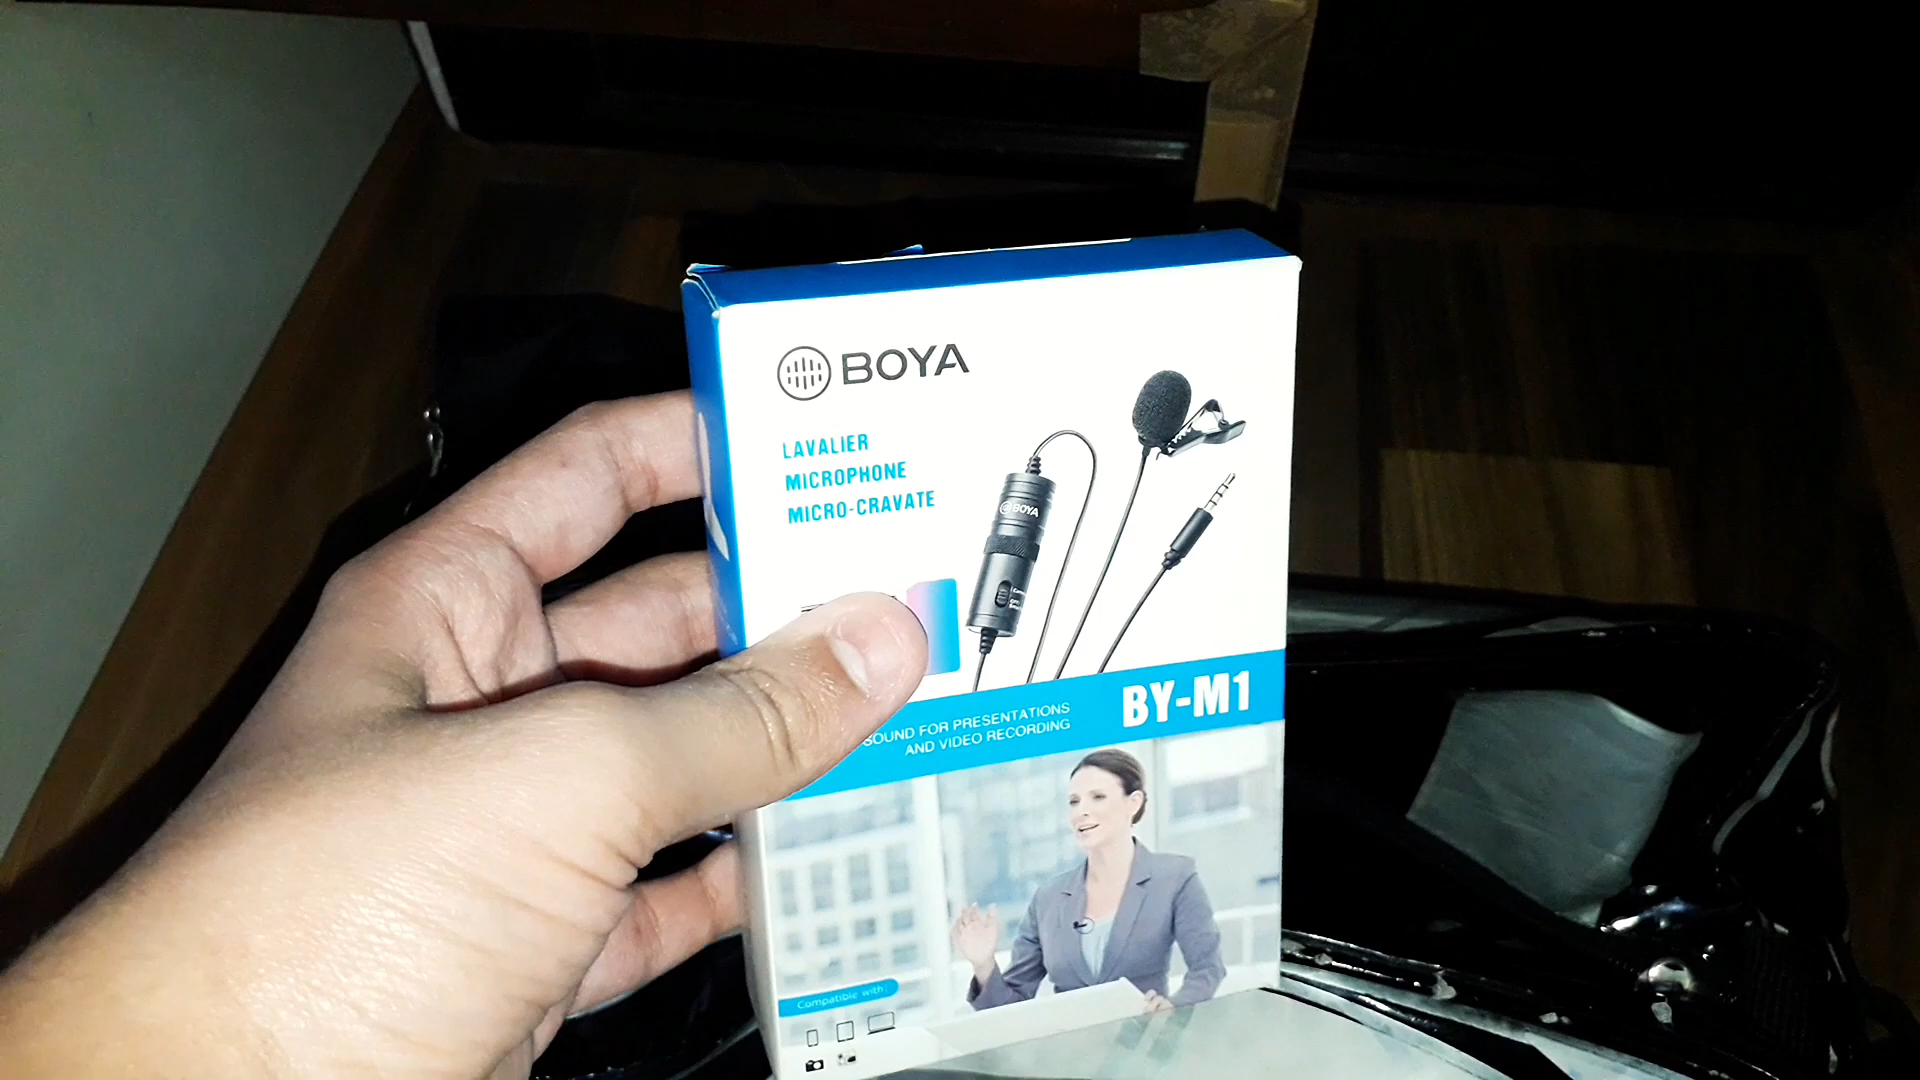 BOYA
LAVALIER
MICROPHONE
MICRO-CRAVATE
BOYA
SOUND FOR PRESENTATIONS
AND VIDEO RECORDING
BY-M1
Compatible with: